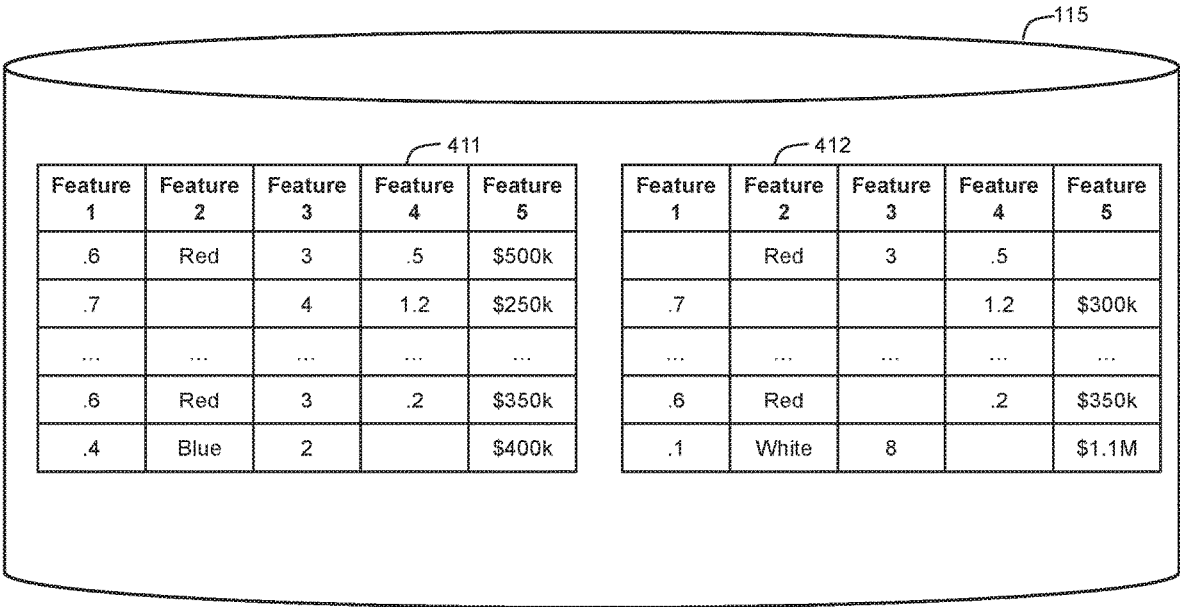 115
411
Feature 1 Feature 2 Feature 3 Feature 4 Feature 5
.6 Red 3 .5 $500k
.7 4 1.2 $250k
... ... ... ... ...
.6 Red 3 .2 $350k
.4 Blue 2 $400k
412
Feature 1 Feature 2 Feature 3 Feature 4 Feature 5
Red 3 .5
.7 1.2 $300k
... ... ... ... ...
.6 Red .2 $350k
.1 White 8 $1.1M